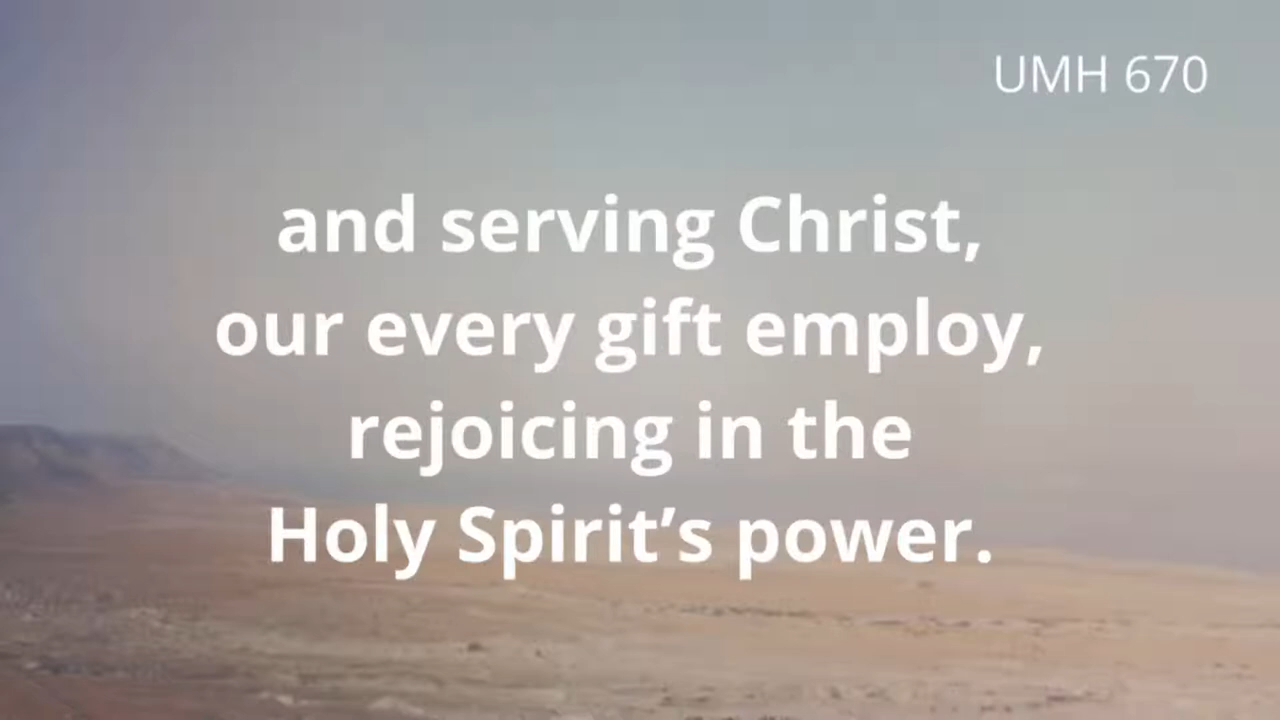 UMH 670
and serving Christ,
our every gift employ,
rejoicing in the
Holy Spirit’s power.